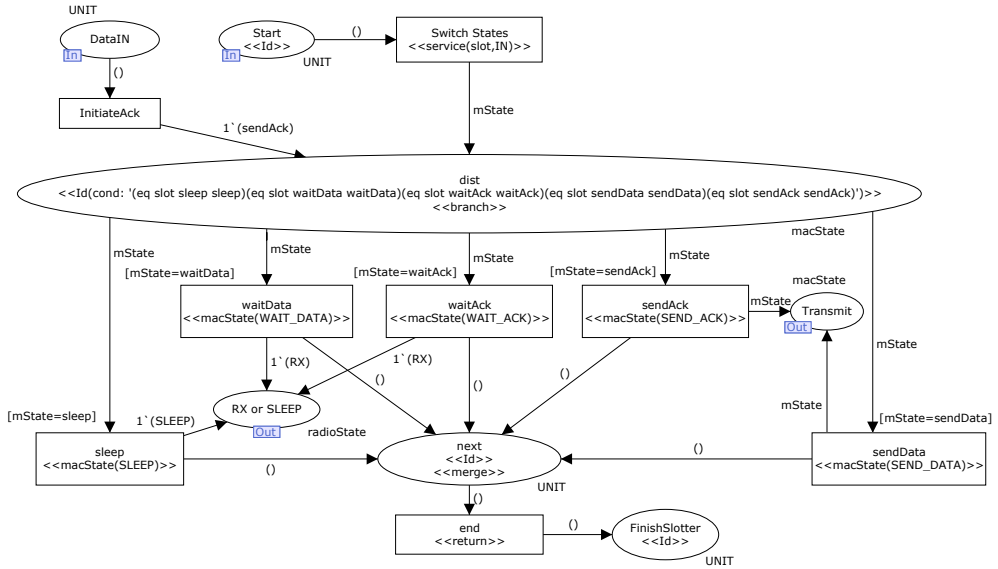 UNIT
DataIN
In
()
InitiateAck
1`(sendAck)
Start
<<Id>>
In
UNIT
()
Switch States
<<service(slot,IN)>>
mState
dist
<<Id(cond: '(eq slot sleep sleep)(eq slot waitData waitData)(eq slot waitAck waitAck)(eq slot sendData sendData)(eq slot sendAck sendAck)')>>
<<branch>>
macState
mState
mState
mState
mState
[mState=waitData]
[mState=waitAck]
[mState=sendAck]
macState
waitData
<<macState(WAIT_DATA)>>
waitAck
<<macState(WAIT_ACK)>>
sendAck
<<macState(SEND_ACK)>>
mState
Transmit
Out
mState
1`(RX)
1`(RX)
()
()
()
mState
[mState=sleep]
1`(SLEEP)
RX or SLEEP
Out
radioState
[mState=sendData]
sleep
<<macState(SLEEP)>>
()
next
<<Id>>
<<merge>>
UNIT
()
sendData
<<macState(SEND_DATA)>>
()
end
<<return>>
()
FinishSlotter
<<Id>>
UNIT